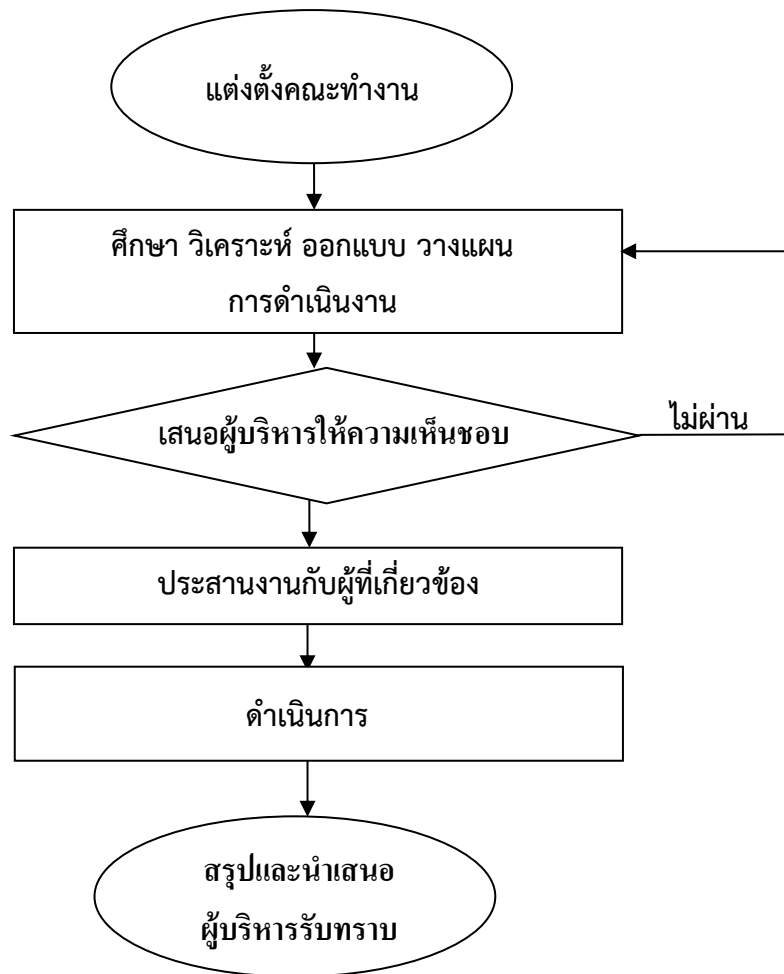 แต่งตั้งคณะทำงาน
ศึกษา วิเคราะห์ ออกแบบ วางแผน
การดำเนินงาน
เสนอผู้บริหารให้ความเห็นชอบ
ไม่ผ่าน
ประสานงานกับผู้ที่เกี่ยวข้อง
ดำเนินการ
สรุปและนำเสนอ
ผู้บริหารรับทราบ